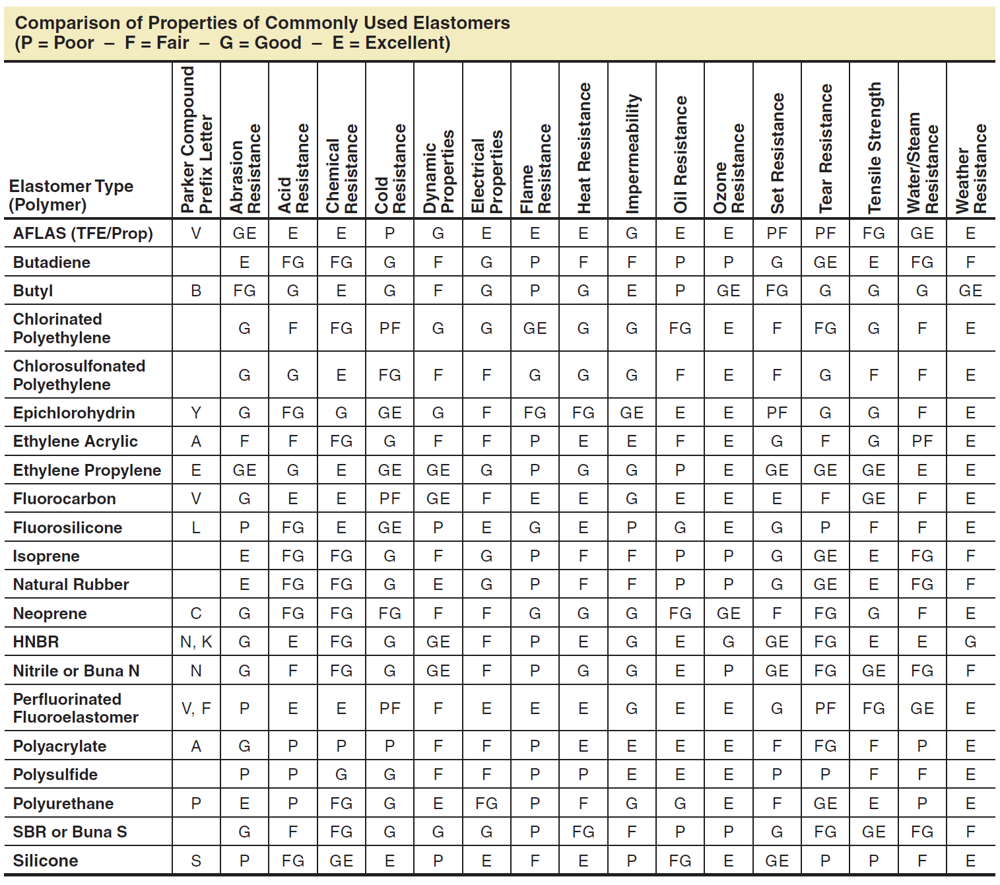 Comparison of Properties of Commonly Used Elastomers
(P = Poor – F = Fair – G = Good – E = Excellent)
Elastomer Type (Polymer) Parker Compound Prefix Letter Abrasion Resistance Acid Resistance Chemical Resistance Cold Resistance Dynamic Properties Electrical Properties Flame Resistance Heat Resistance Impermeability Oil Resistance Ozone Resistance Set Resistance Tear Resistance Tensile Strength Water/Steam Resistance Weather Resistance
AFLAS (TFE/Prop) V GE E E P G E E E G E E PF PF FG GE E
Butadiene E FG FG G F G P F F P P G GE E FG F
Butyl B FG G E G F G P G E P GE FG G G G GE
Chlorinated Polyethylene G F FG PF G G GE G G FG E F FG G F E
Chlorosulfonated Polyethylene G G E FG F F G G G F E F G F F E
Epichlorohydrin Y G FG G GE G F FG FG GE E E PF G G F E
Ethylene Acrylic A F F FG G F F P E E F E G F G PF E
Ethylene Propylene E GE G E GE GE G P G G P E GE GE GE E E
Fluorocarbon V G E E PF GE F E E G E E E F GE F E
Fluorosilicone L P FG E GE P E G E P G E G P F F E
Isoprene E FG FG G F G P F F P P G GE E FG F
Natural Rubber E FG FG G E G P F F P P G GE E FG F
Neoprene C G FG FG FG F F G G G FG GE F FG G F E
HNBR N, K G E FG G GE F P E G E G GE FG E E G
Nitrile or Buna N N G F FG G GE F P G G E P GE FG GE FG F
Perfluorinated Fluoroelastomer V, F P E E PF F E E E G E E G PF FG GE E
Polyacrylate A G P P P F F P E E E E F FG F P E
Polysulfide P P G G F F P P E E E P P F F E
Polyurethane P E P FG G E FG P F G G E F GE E P E
SBR or Buna S G F FG G G G P FG F P P G FG GE FG F
Silicone S P FG GE E P E F E P FG E GE P P F E